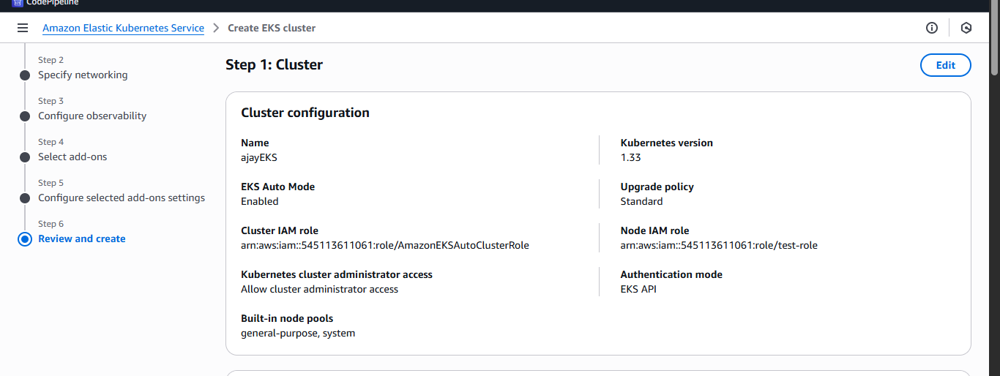 CodePipeline
Amazon Elastic Kubernetes Service > Create EKS cluster
Step 2
Specify networking
Step 3
Configure observability
Step 4
Select add-ons
Step 5
Configure selected add-ons settings
Step 6
Review and create
Step 1: Cluster
Edit
Cluster configuration
Name
ajayEKS
Kubernetes version
1.33
EKS Auto Mode
Enabled
Upgrade policy
Standard
Cluster IAM role
arn:aws:iam::545113611061:role/AmazonEKSAutoClusterRole
Node IAM role
arn:aws:iam::545113611061:role/test-role
Kubernetes cluster administrator access
Allow cluster administrator access
Authentication mode
EKS API
Built-in node pools
general-purpose, system